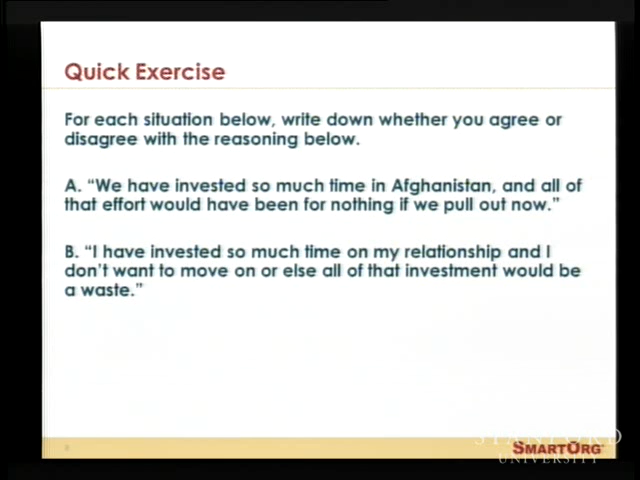 Quick Exercise
For each situation below, write down whether you agree or
disagree with the reasoning below.
A. “We have invested so much time in Afghanistan, and all of
that effort would have been for nothing if we pull out now.”
B. “I have invested so much time on my relationship and I
don’t want to move on or else all of that investment would be
a waste.”
STANFORD
SMARTORG
UNIVERSITY